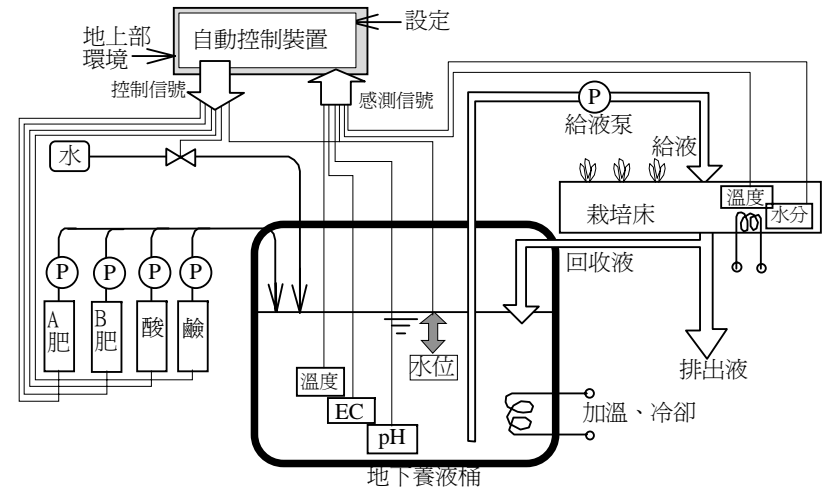 設定
自動控制裝置
地上部
環境
控制信號
感測信號
P
給液泵
給液
水
溫度
水分
栽培床
回收液
P
P
P
P
A
肥
B
肥
酸
鹼
水位
溫度
EC
pH
排出液
加溫、冷卻
地下養液桶